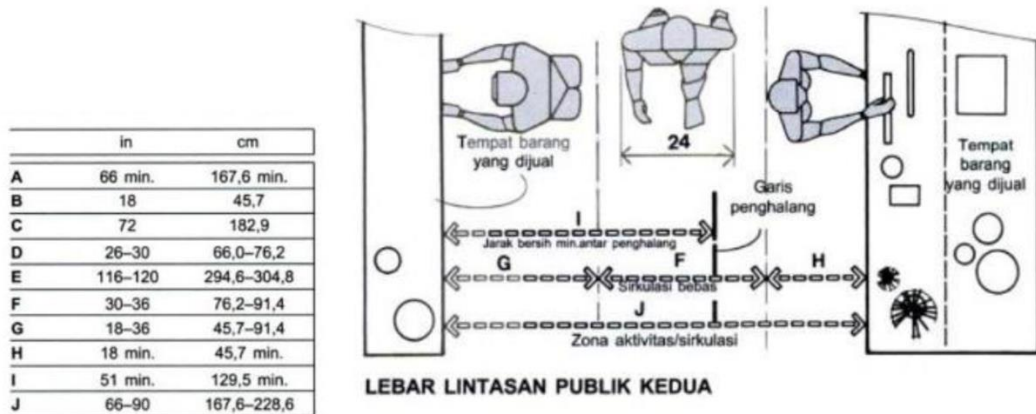 in cm
A 66 min. 167,6 min.
B 18 45,7
C 72 182,9
D 26–30 66,0–76,2
E 116–120 294,6–304,8
F 30–36 76,2–91,4
G 18–36 45,7–91,4
H 18 min. 45,7 min.
I 51 min. 129,5 min.
J 66–90 167,6–228,6
24
Tempat barang
yang dijual
Garis
penghalang
Tempat
barang
yang dijual
I
Jarak bersih min.antar penghalang
G F H
Sirkulasi bebas
J
Zona aktivitas/sirkulasi
LEBAR LINTASAN PUBLIK KEDUA